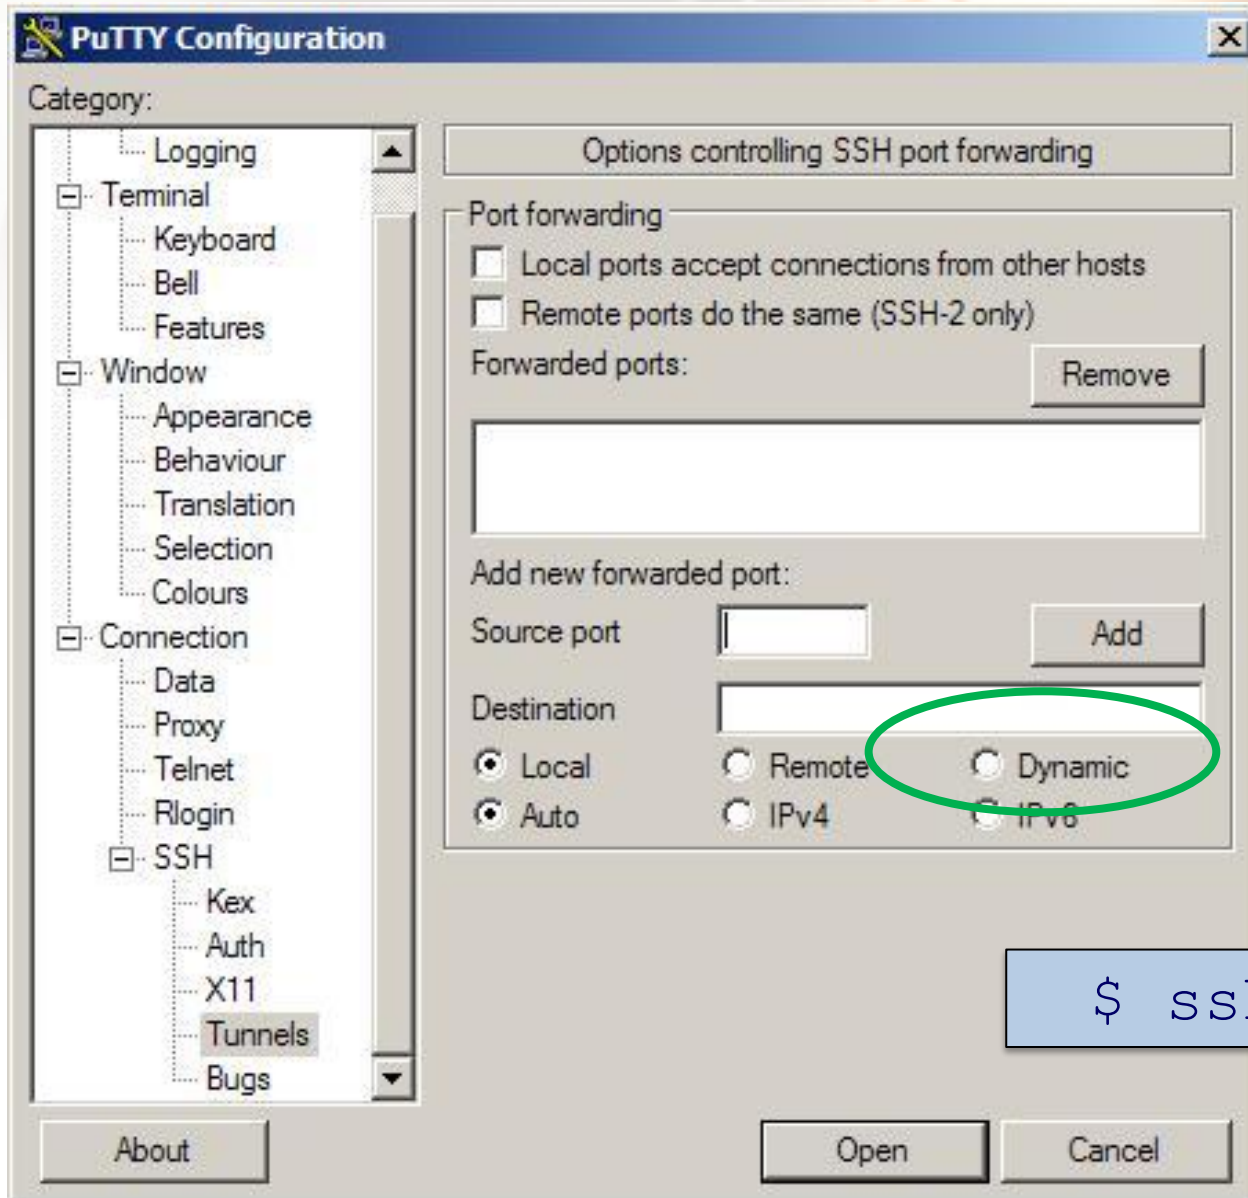 PuTTY Configuration
Category:
Logging
Terminal
Keyboard
Bell
Features
Window
Appearance
Behaviour
Translation
Selection
Colours
Connection
Data
Proxy
Telnet
Rlogin
SSH
Kex
Auth
X11
Tunnels
Bugs
Options controlling SSH port forwarding
Port forwarding
Local ports accept connections from other hosts
Remote ports do the same (SSH-2 only)
Forwarded ports:
Remove
Add new forwarded port:
Source port
Add
Destination
Local Remote Dynamic
Auto IPv4 IPv6
$
About
Open
Cancel